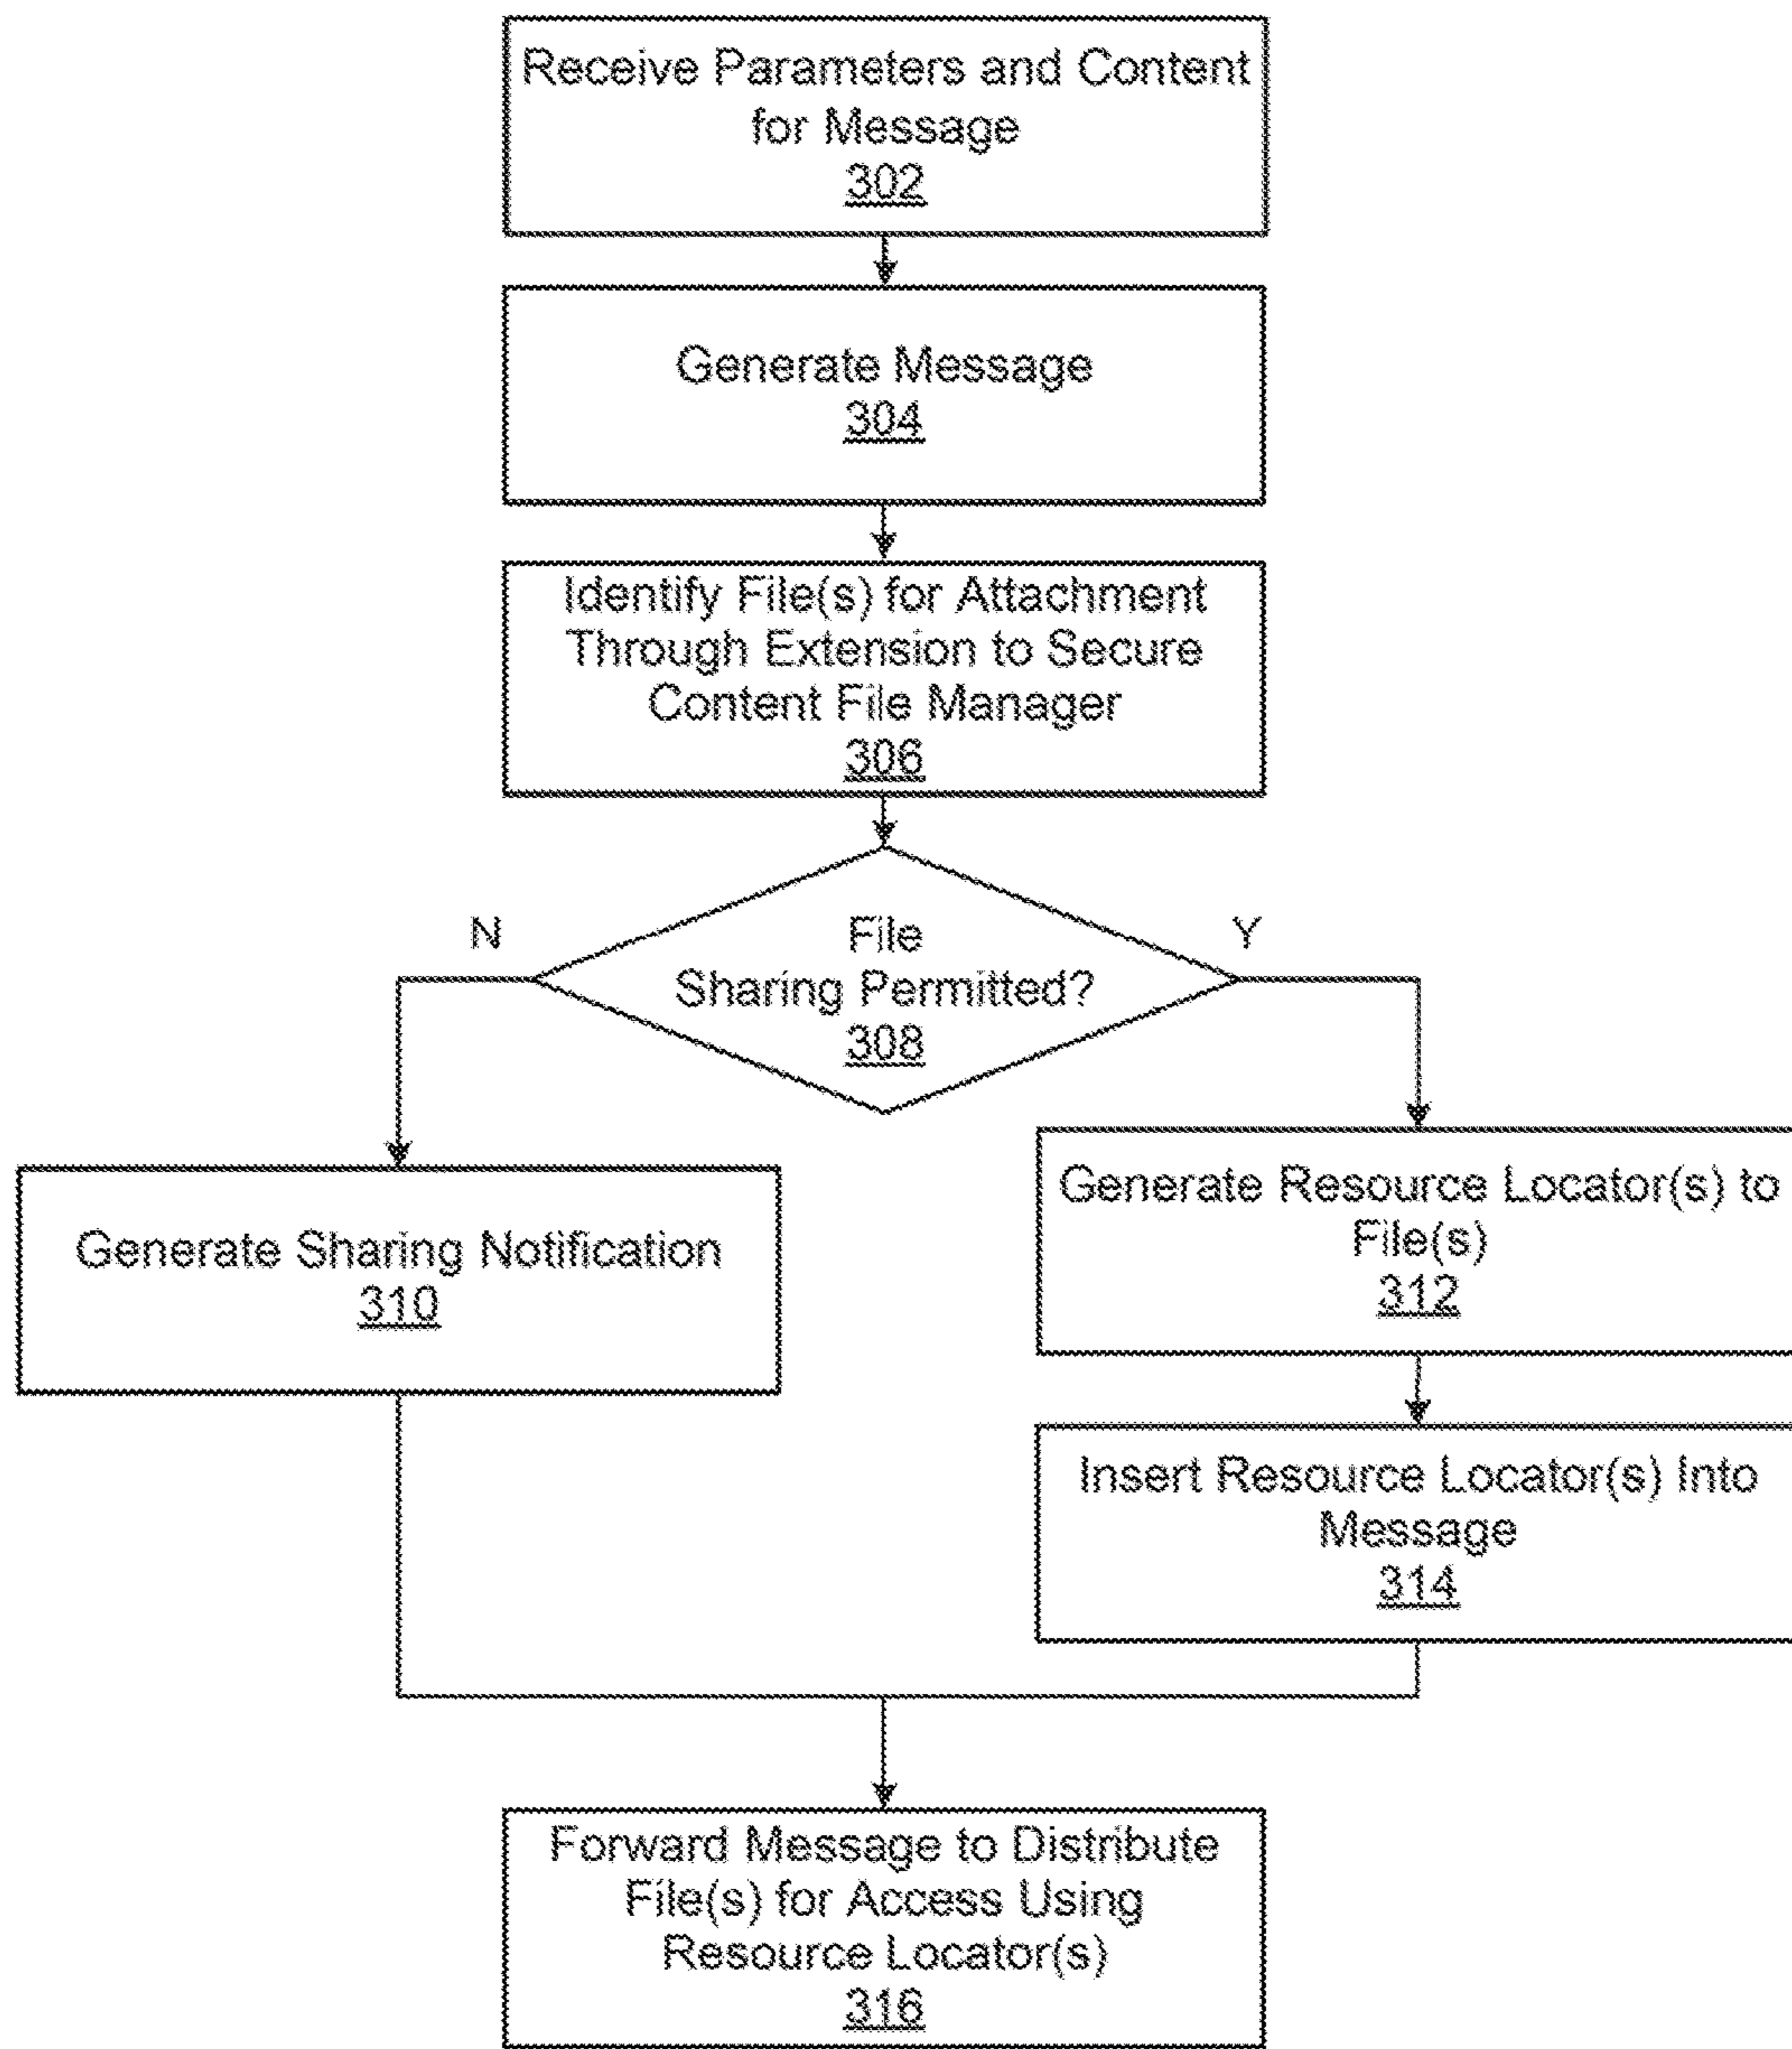 Receive Parameters and Content
for Message
302
Generate Message
304
Identify File(s) for Attachment
Through Extension to Secure
Content File Manager
306
N
File
Y
Sharing Permitted?
308
Generate Sharing Notification
310
Generate Resource Locator(s) to
File(s)
312
Insert Resource Locator(s) Into
Message
314
Forward Message to Distribute
File(s) for Access Using
Resource Locator(s)
316